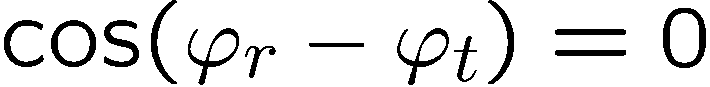 cos(φ_r − φ_t) = 0